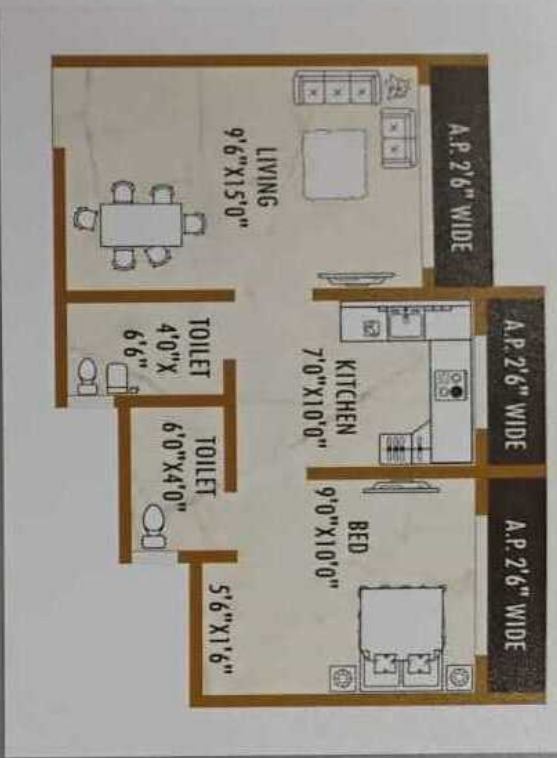 A.P. 2'6" WIDE
A.P. 2'6" WIDE
A.P. 2'6" WIDE
LIVING
9'6"X15'0"
KITCHEN
7'0"X10'0"
BED
9'0"X10'0"
TOILET
4'0"X
6'6"
TOILET
6'0"X4'0"
5'6"X1'6"